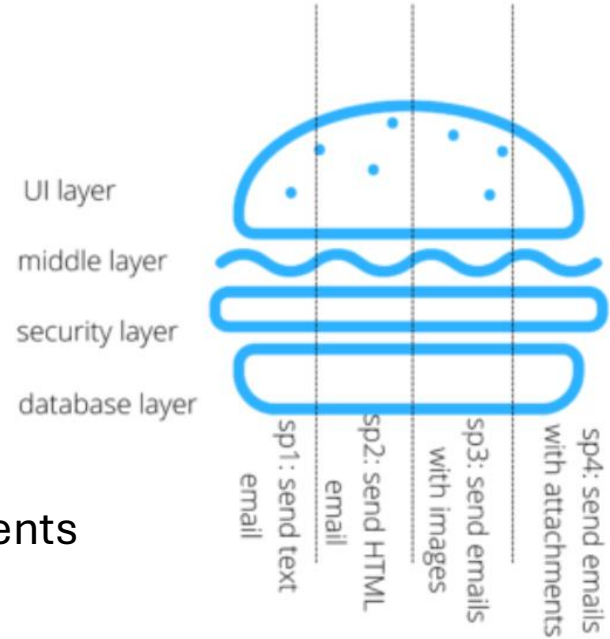 UI layer
middle layer
security layer
database layer
sp1: send text
email
sp2: send HTML
email
sp3: send emails
with images
sp4: send emails
with attachments
ents